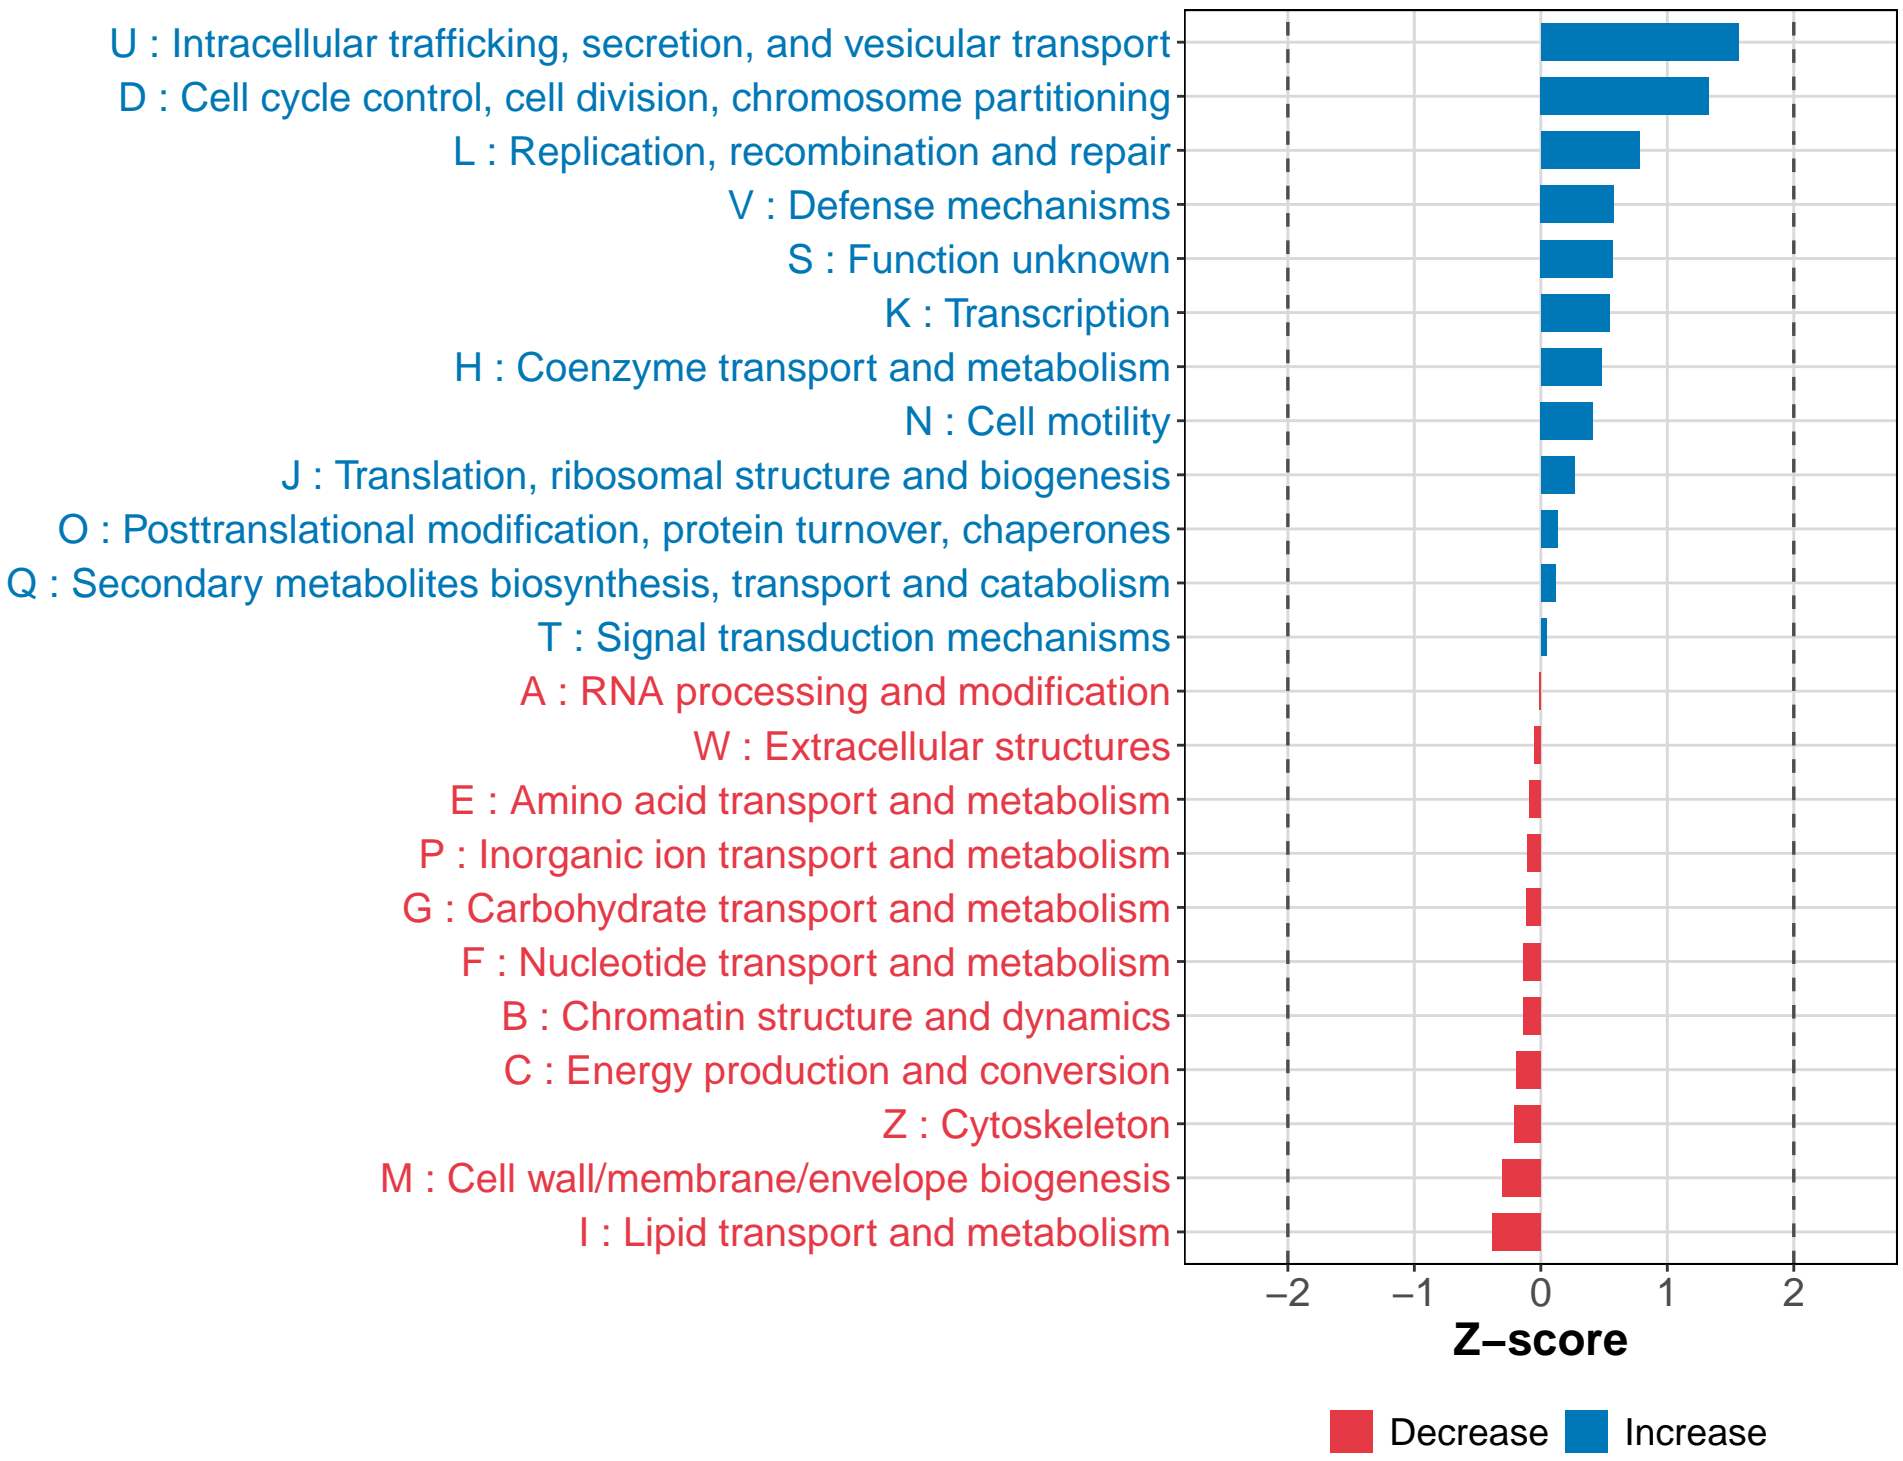 U : Intracellular trafficking, secretion, and vesicular transport
D : Cell cycle control, cell division, chromosome partitioning
L : Replication, recombination and repair
V : Defense mechanisms
S : Function unknown
K : Transcription
H : Coenzyme transport and metabolism
N : Cell motility
J : Translation, ribosomal structure and biogenesis
O : Posttranslational modification, protein turnover, chaperones
Q : Secondary metabolites biosynthesis, transport and catabolism
T : Signal transduction mechanisms
A : RNA processing and modification
W : Extracellular structures
E : Amino acid transport and metabolism
P : Inorganic ion transport and metabolism
G : Carbohydrate transport and metabolism
F : Nucleotide transport and metabolism
B : Chromatin structure and dynamics
C : Energy production and conversion
Z : Cytoskeleton
M : Cell wall/membrane/envelope biogenesis
I : Lipid transport and metabolism
−2 −1 0 1 2
Z−score
Decrease Increase